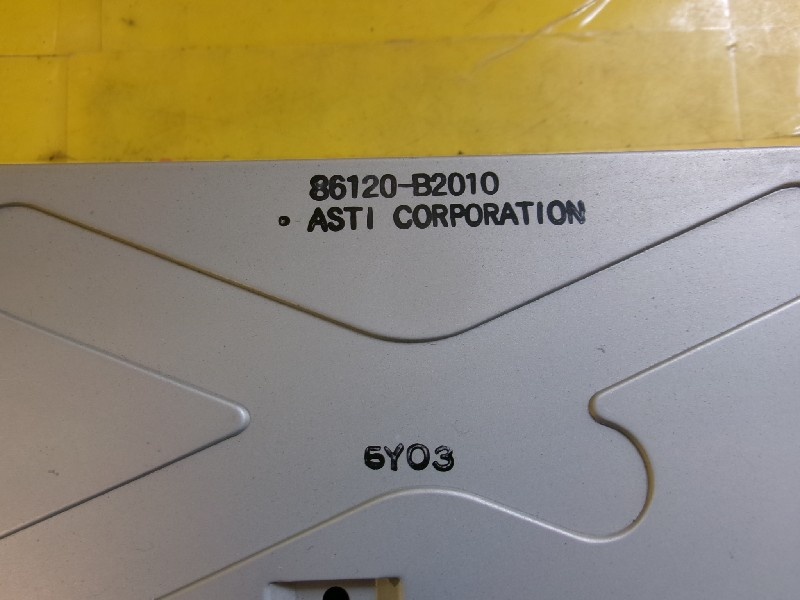 86120-B2010
• ASTI CORPORATION
5Y03